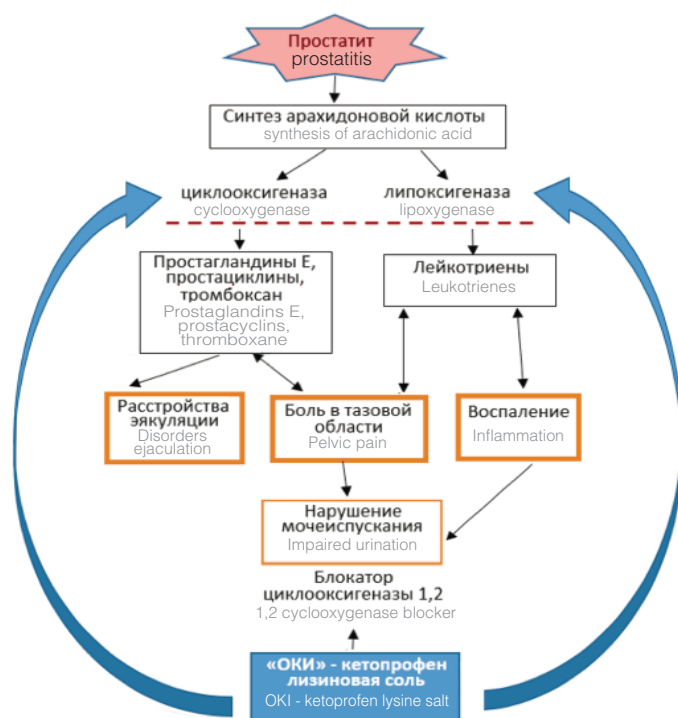 Простатит
prostatitis
Синтез арахидоновой кислоты
synthesis of arachidonic acid
циклооксигеназа
cyclooxygenase
липоксигеназа
lipoxygenase
Простагландины Е,
простациклины,
тромбоксан
Prostaglandins E,
prostacyclins,
thromboxane
Лейкотриены
Leukotrienes
Расстройства
эякуляции
Disorders
ejaculation
Боль в тазовой
области
Pelvic pain
Воспаление
Inflammation
Нарушение
мочеиспускания
Impaired urination
Блокатор
циклооксигеназы 1,2
1,2 cyclooxygenase blocker
«ОКИ» - кетопрофен
лизиновая соль
OKI - ketoprofen lysine salt